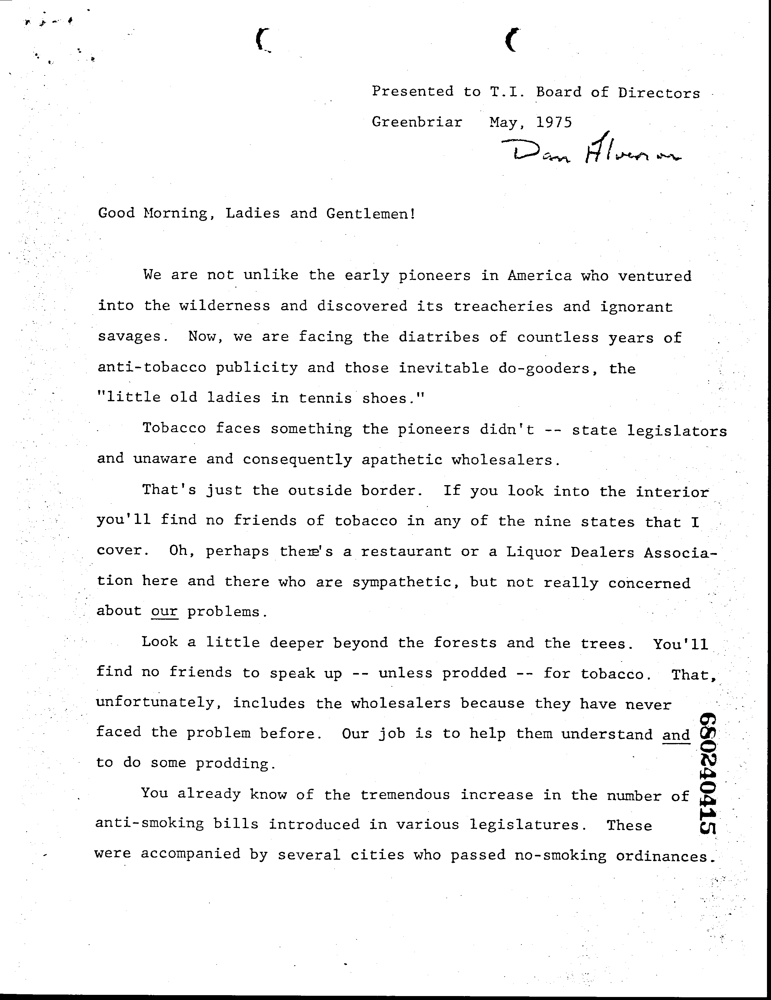 Presented to T.I. Board of Directors
Greenbriar May, 1975
Dan
Good Morning, Ladies and Gentlemen!
We are not unlike the early pioneers in America who ventured
into the wilderness and discovered its treacheries and ignorant
savages. Now, we are facing the diatribes of countless years of
anti-tobacco publicity and those inevitable do-gooders, the
"little old ladies in tennis shoes."
Tobacco faces something the pioneers didn't -- state legislators
and unaware and consequently apathetic wholesalers.
That's just the outside border. If you look into the interior
you'll find no friends of tobacco in any of the nine states that I
cover. Oh, perhaps there's a restaurant or a Liquor Dealers Associa-
tion here and there who are sympathetic, but not really concerned
about our problems.
Look a little deeper beyond the forests and the trees. You'll
find no friends to speak up -- unless prodded -- for tobacco. That,
unfortunately, includes the wholesalers because they have never
faced the problem before. Our job is to help them understand and
to do some prodding.
You already know of the tremendous increase in the number of
anti-smoking bills introduced in various legislatures. These
were accompanied by several cities who passed no-smoking ordinances.
680240415